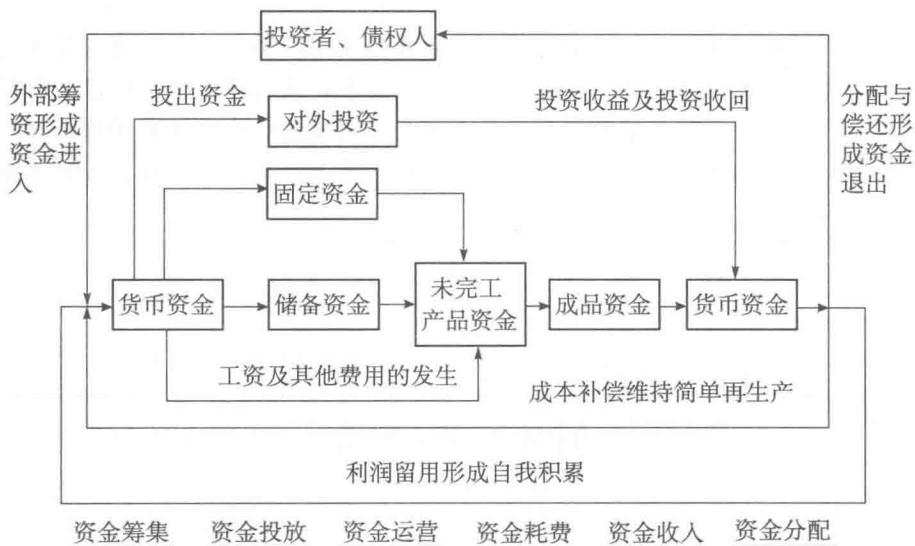 投资者、债权人
外部筹
资形成
资金进
入
投出资金
对外投资
投资收益及投资收回
分配与
偿还形
成资金
退出
固定资金
货币资金
储备资金
未完工
产品资金
成品资金
货币资金
工资及其他费用的发生
成本补偿维持简单再生产
利润留用形成自我积累
资金筹集 资金投放 资金运营 资金耗费 资金收入 资金分配